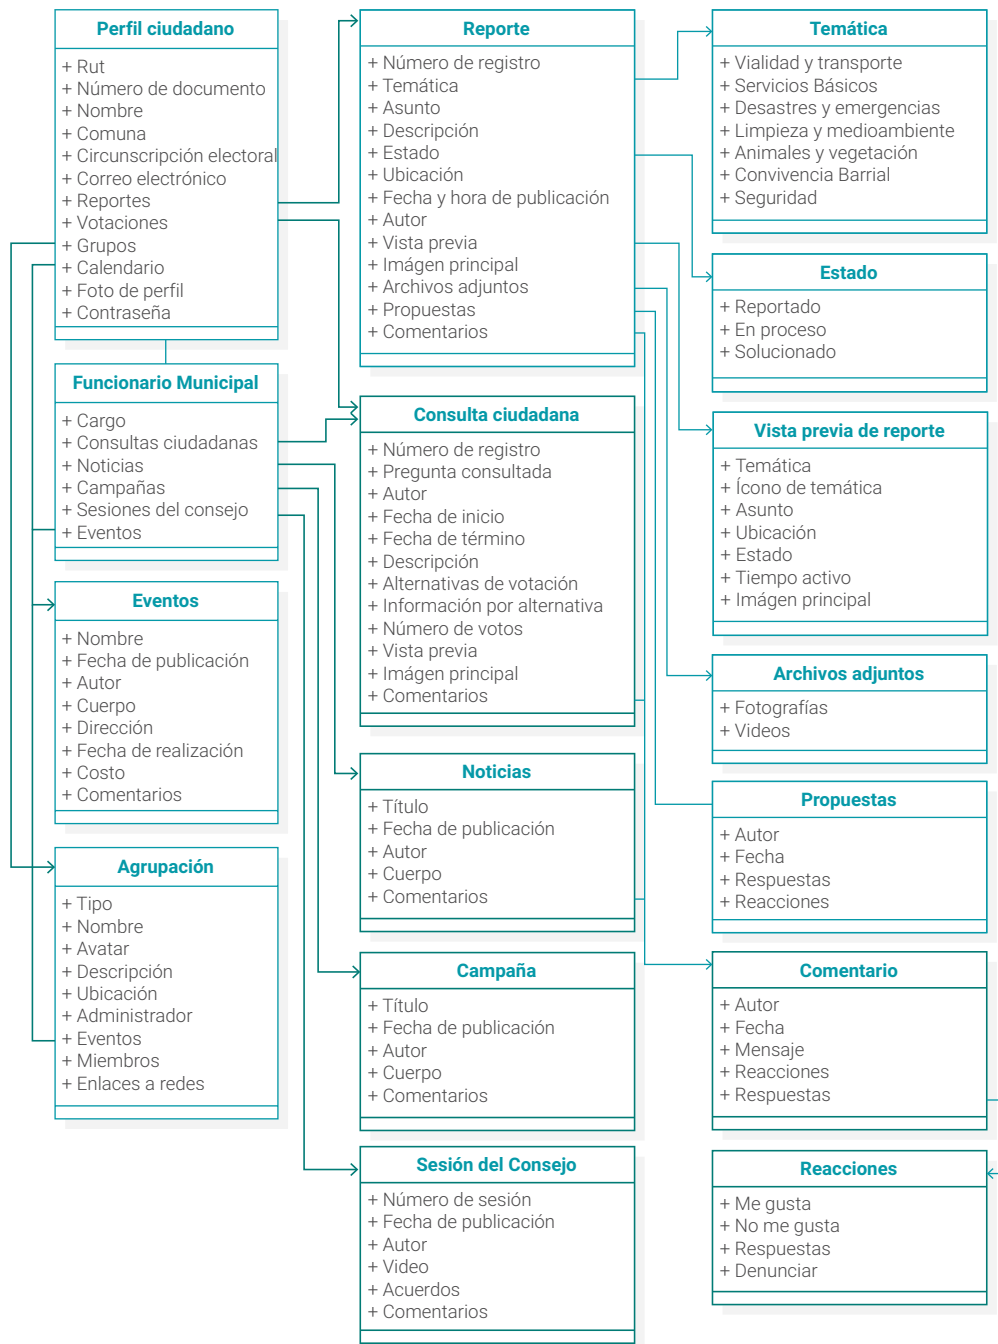 Perfil ciudadano
+ Rut
+ Número de documento
+ Nombre
+ Comuna
+ Circunscripción electoral
+ Correo electrónico
+ Reportes
+ Votaciones
+ Grupos
+ Calendario
+ Foto de perfil
+ Contraseña
Funcionario Municipal
+ Cargo
+ Consultas ciudadanas
+ Noticias
+ Campañas
+ Sesiones del consejo
+ Eventos
Eventos
+ Nombre
+ Fecha de publicación
+ Autor
+ Cuerpo
+ Dirección
+ Fecha de realización
+ Costo
+ Comentarios
Agrupación
+ Tipo
+ Nombre
+ Avatar
+ Descripción
+ Ubicación
+ Administrador
+ Eventos
+ Miembros
+ Enlaces a redes
Reporte
+ Número de registro
+ Temática
+ Asunto
+ Descripción
+ Estado
+ Ubicación
+ Fecha y hora de publicación
+ Autor
+ Vista previa
+ Imágen principal
+ Archivos adjuntos
+ Propuestas
+ Comentarios
Consulta ciudadana
+ Número de registro
+ Pregunta consultada
+ Autor
+ Fecha de inicio
+ Fecha de término
+ Descripción
+ Alternativas de votación
+ Información por alternativa
+ Número de votos
+ Vista previa
+ Imágen principal
+ Comentarios
Noticias
+ Título
+ Fecha de publicación
+ Autor
+ Cuerpo
+ Comentarios
Campaña
+ Título
+ Fecha de publicación
+ Autor
+ Cuerpo
+ Comentarios
Sesión del Consejo
+ Número de sesión
+ Fecha de publicación
+ Autor
+ Video
+ Acuerdos
+ Comentarios
Temática
+ Vialidad y transporte
+ Servicios Básicos
+ Desastres y emergencias
+ Limpieza y medioambiente
+ Animales y vegetación
+ Convivencia Barrial
+ Seguridad
Estado
+ Reportado
+ En proceso
+ Solucionado
Vista previa de reporte
+ Temática
+ Ícono de temática
+ Asunto
+ Ubicación
+ Estado
+ Tiempo activo
+ Imágen principal
Archivos adjuntos
+ Fotografías
+ Videos
Propuestas
+ Autor
+ Fecha
+ Respuestas
+ Reacciones
Comentario
+ Autor
+ Fecha
+ Mensaje
+ Reacciones
+ Respuestas
Reacciones
+ Me gusta
+ No me gusta
+ Respuestas
+ Denunciar